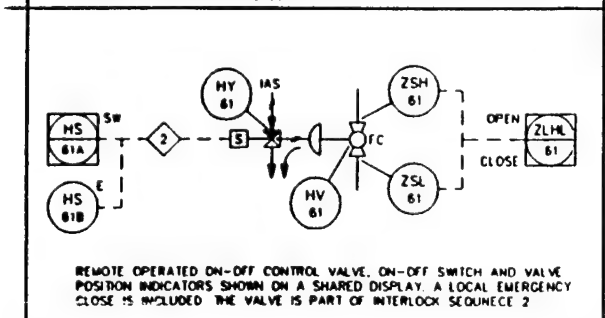 HY
61
IAS
ZSH
61
HS
61A
SW
2
S
FC
OPEN
ZLHL
61
CLOSE
HS
61B
E
HV
61
ZSL
61
REMOTE OPERATED ON-OFF CONTROL VALVE, ON-OFF SWITCH AND VALVE
POSITION INDICATORS SHOWN ON A SHARED DISPLAY. A LOCAL EMERGENCY
CLOSE IS INCLUDED THE VALVE IS PART OF INTERLOCK SEQUNECE 2